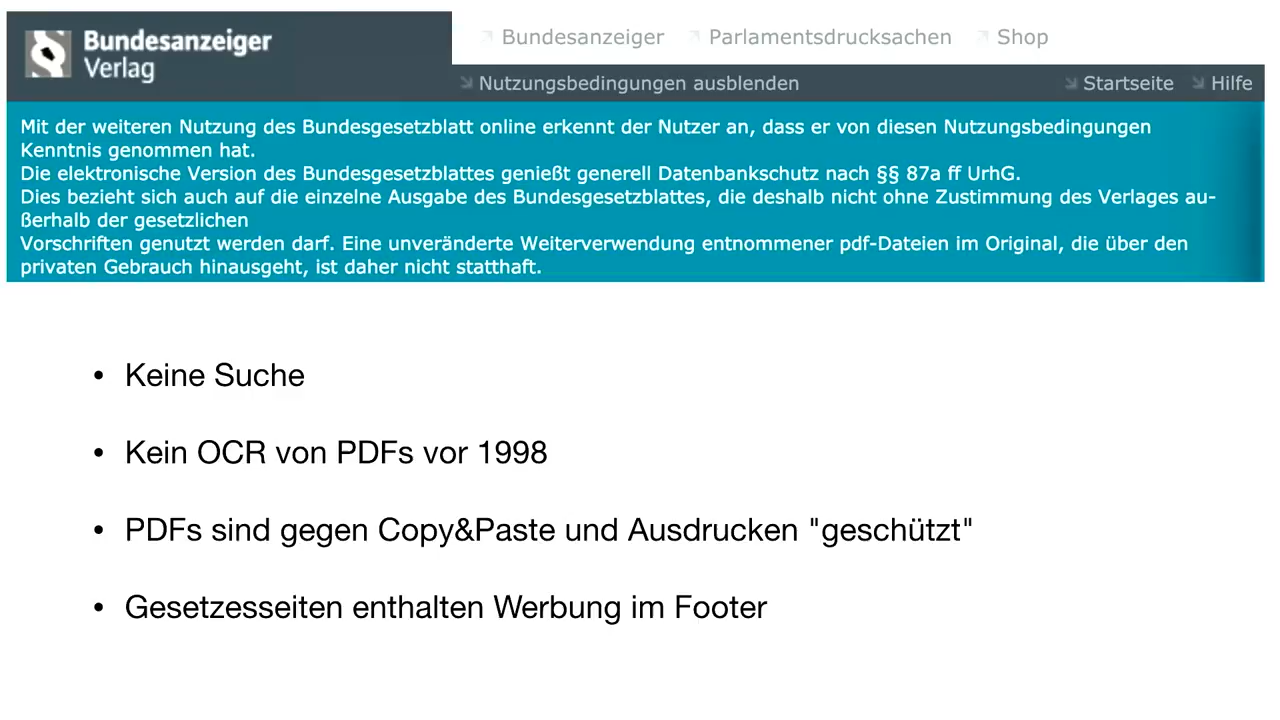 Bundesanzeiger
Verlag
Bundesanzeiger Parlamentsdrucksachen Shop
Nutzungsbedingungen ausblenden Startseite Hilfe
Mit der weiteren Nutzung des Bundesgesetzblatt online erkennt der Nutzer an, dass er von diesen Nutzungsbedingungen
Kenntnis genommen hat.
Die elektronische Version des Bundesgesetzblattes genießt generell Datenbankschutz nach §§ 87a ff UrhG.
Dies bezieht sich auch auf die einzelne Ausgabe des Bundesgesetzblattes, die deshalb nicht ohne Zustimmung des Verlages au-
ßerhalb der gesetzlichen
Vorschriften genutzt werden darf. Eine unveränderte Weiterverwendung entnommener pdf-Dateien im Original, die über den
privaten Gebrauch hinausgeht, ist daher nicht statthaft.
• Keine Suche
• Kein OCR von PDFs vor 1998
• PDFs sind gegen Copy&Paste und Ausdrucken "geschützt"
• Gesetzesseiten enthalten Werbung im Footer